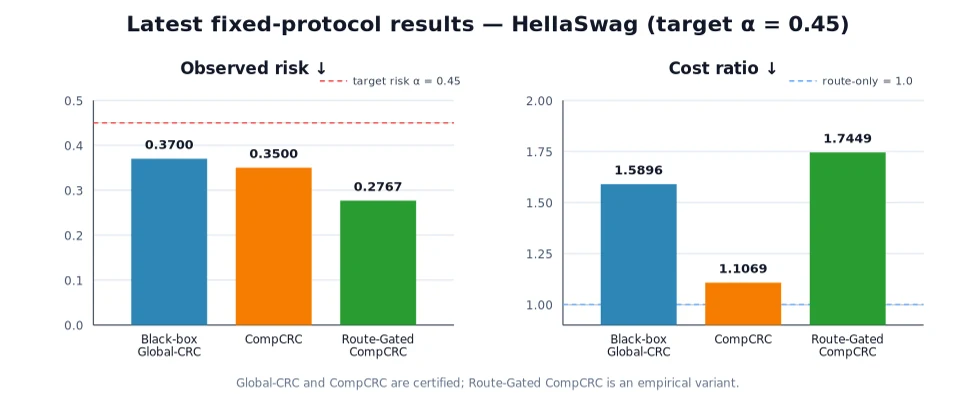 Latest fixed-protocol results — HellaSwag (target α = 0.45)
Observed risk ↓
target risk α = 0.45
0.5
0.4
0.3
0.2
0.1
0.0
0.3700
0.3500
0.2767
Black-box
Global-CRC
CompCRC
Route-Gated
CompCRC
Cost ratio ↓
route-only = 1.0
2.00
1.75
1.50
1.25
1.00
1.5896
1.1069
1.7449
Black-box
Global-CRC
CompCRC
Route-Gated
CompCRC
Global-CRC and CompCRC are certified; Route-Gated CompCRC is an empirical variant.